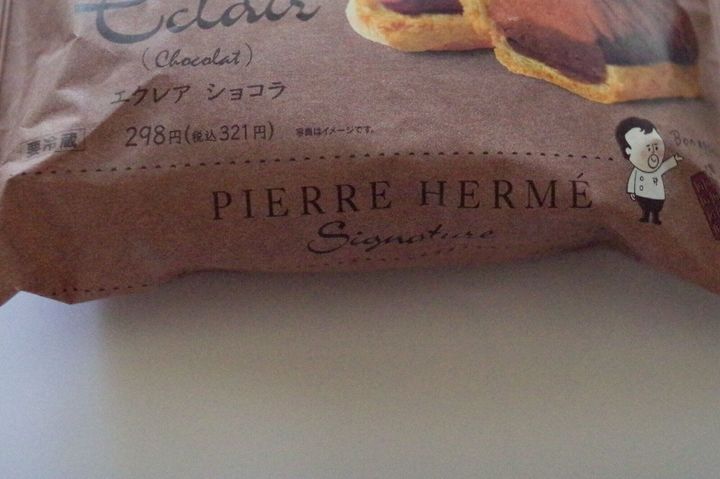 Eclair
(Chocolat)
エクレア ショコラ
要冷蔵 298円(税込321円) 写真はイメージです。
PIERRE HERMÉ
Signature